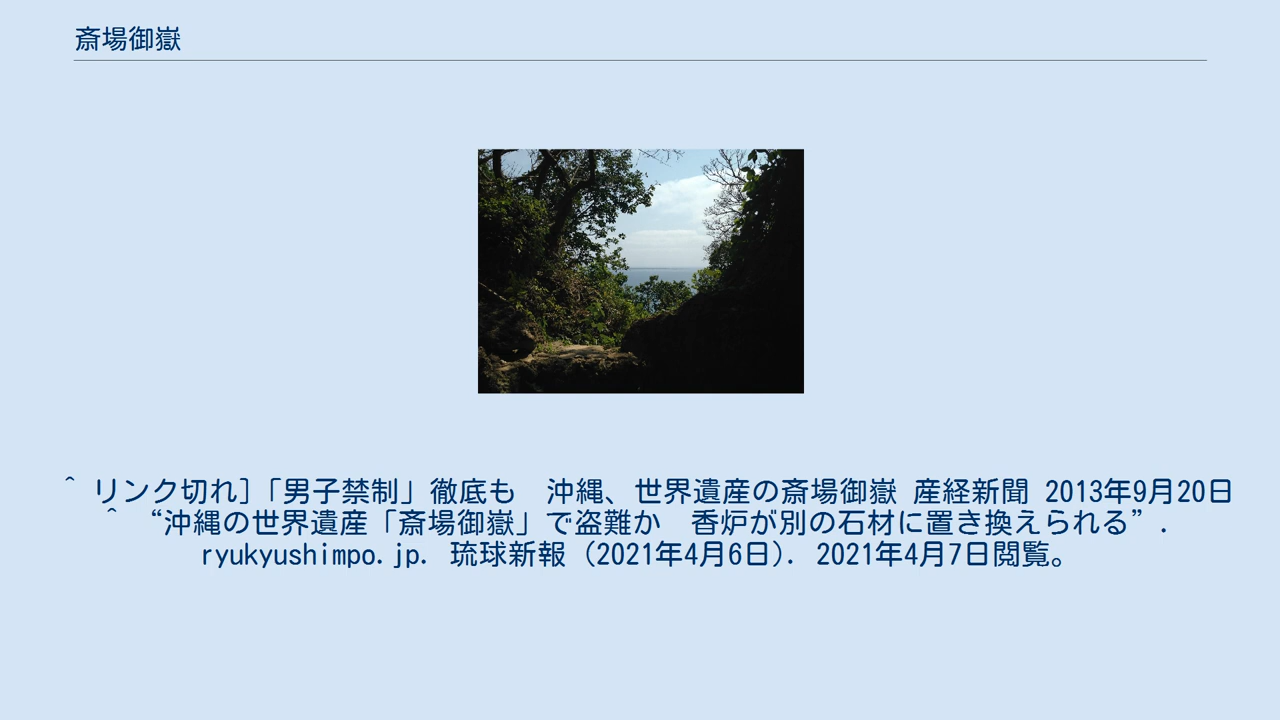 斎場御嶽
^ リンク切れ]「男子禁制」徹底も　沖縄、世界遺産の斎場御嶽 産経新聞 2013年9月20日
^ “沖縄の世界遺産「斎場御嶽」で盗難か　香炉が別の石材に置き換えられる”.
ryukyushimpo.jp. 琉球新報 (2021年4月6日). 2021年4月7日閲覧。